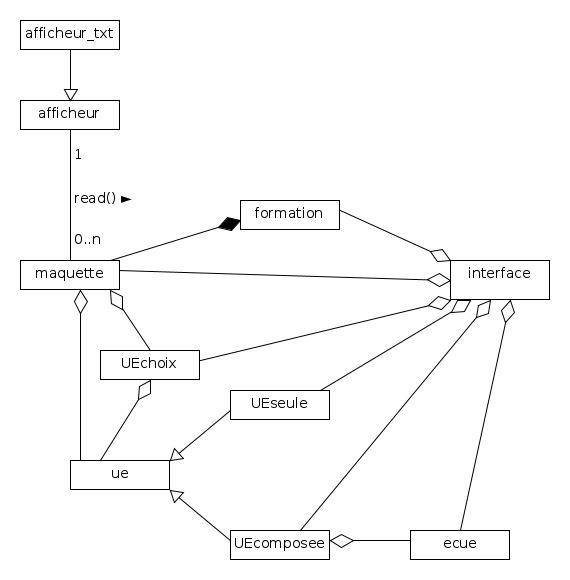 afficheur_txt
afficheur
1
read() ►
0..n
formation
maquette
interface
UEchoix
UEseule
ue
UEcomposee
ecue